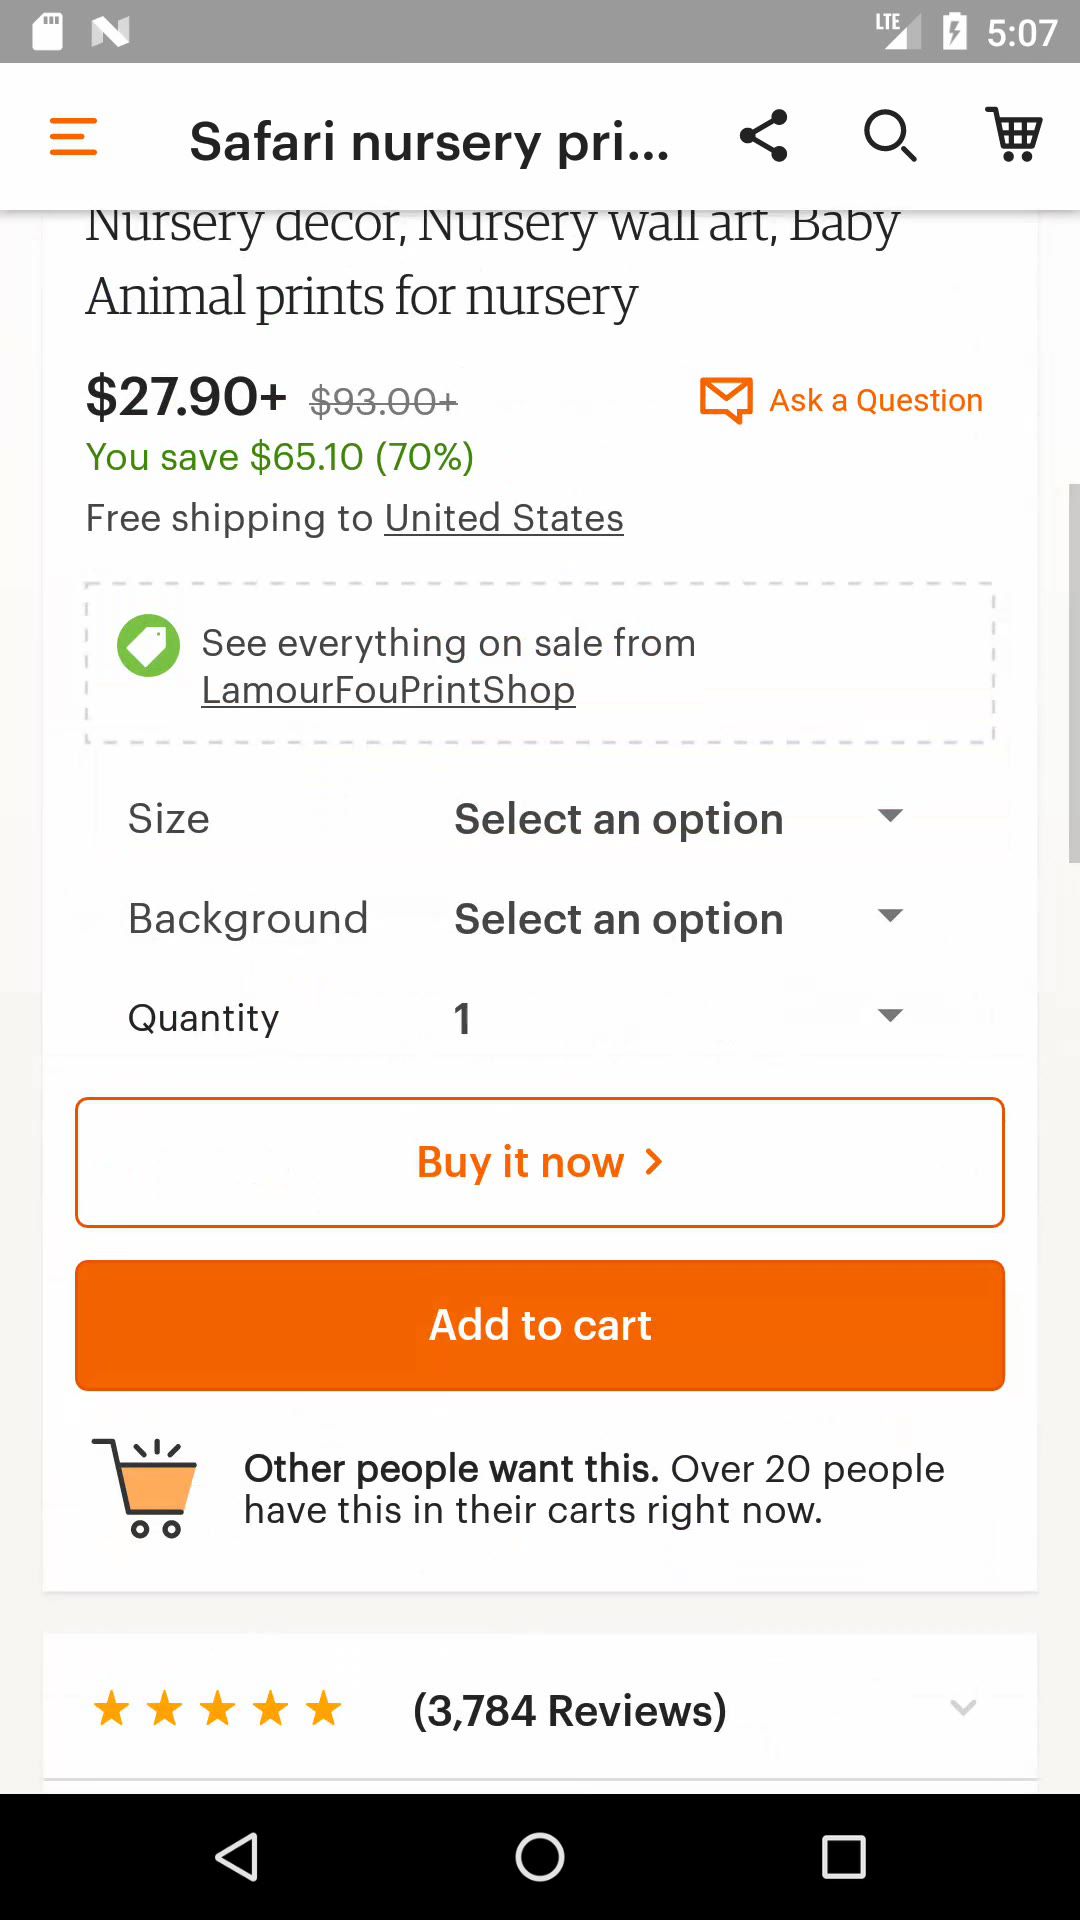 LTE 5:07
Safari nursery pri...
Nursery decor, Nursery wall art, Baby
Animal prints for nursery
$27.90+ $93.00+
Ask a Question
You save $65.10 (70%)
Free shipping to United States
See everything on sale from
LamourFouPrintShop
Size Select an option
Background Select an option
Quantity 1
Buy it now
Add to cart
Other people want this. Over 20 people
have this in their carts right now.
(3,784 Reviews)